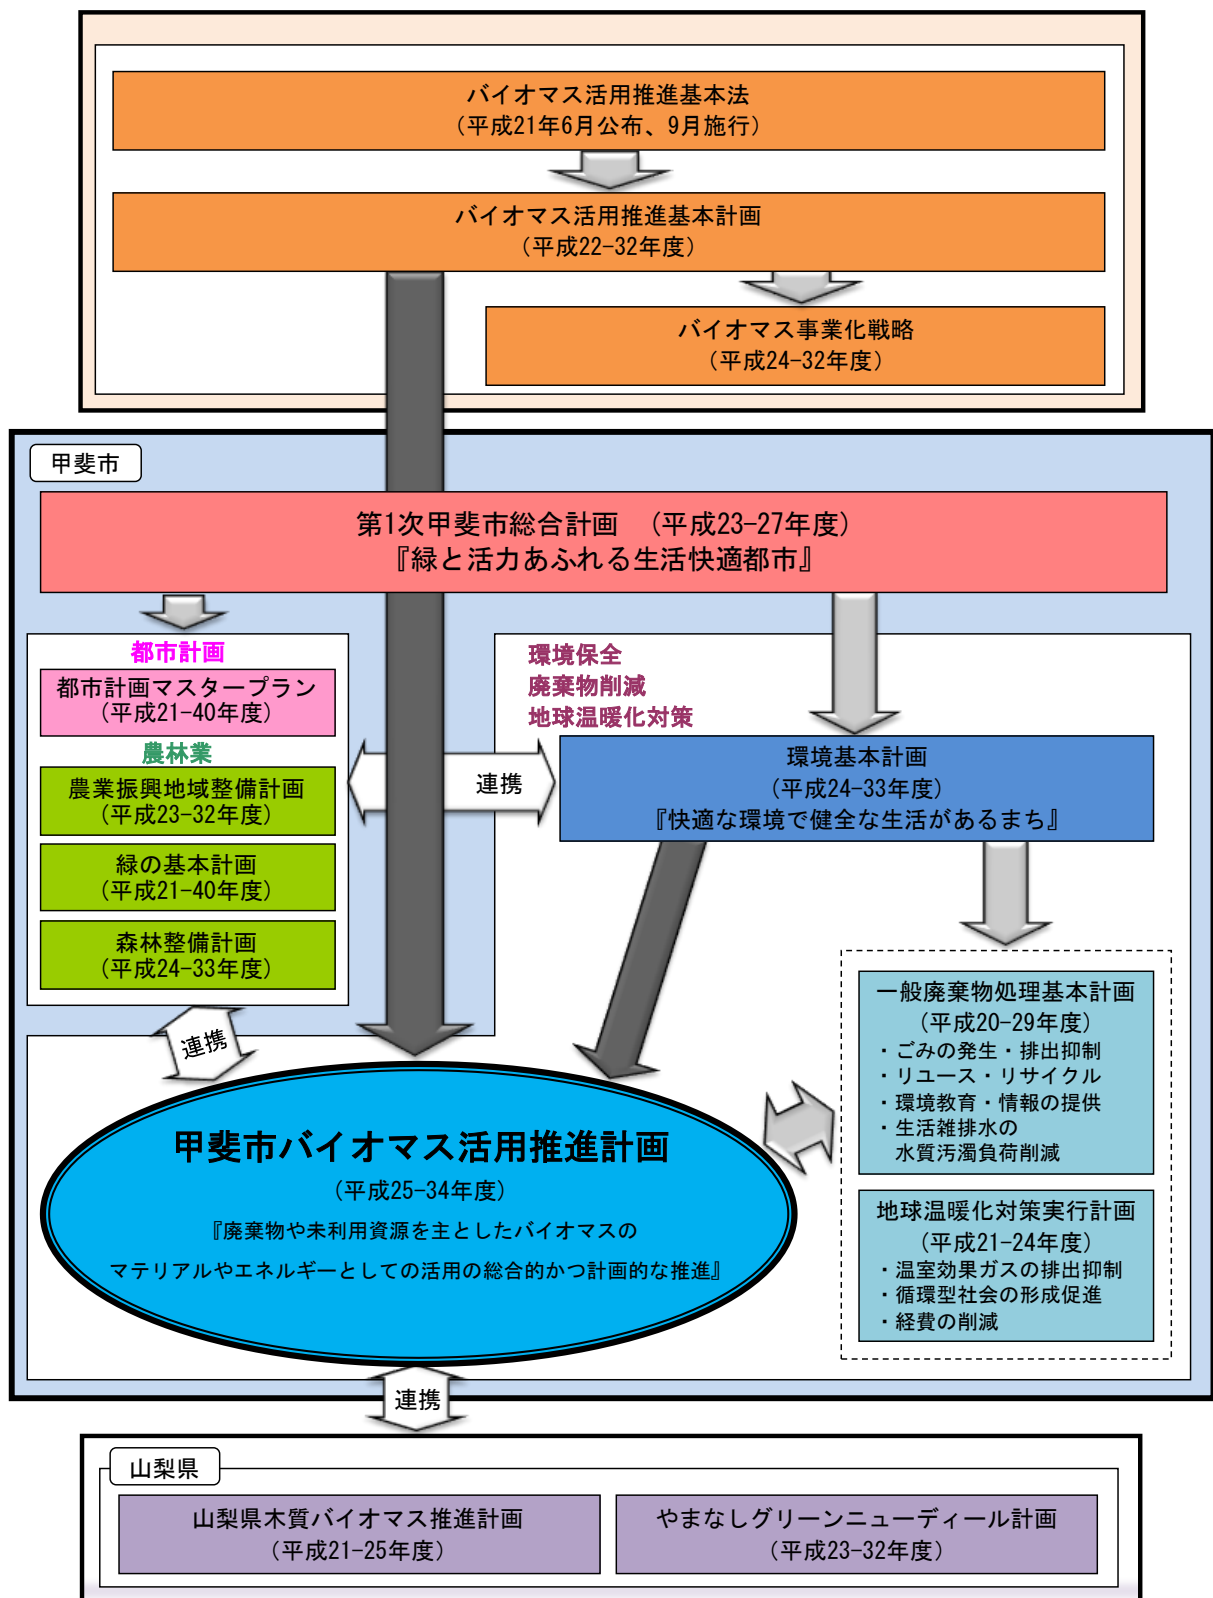 バイオマス活用推進基本法
（平成21年6月公布、9月施行）
バイオマス活用推進基本計画
（平成22-32年度）
バイオマス事業化戦略
（平成24-32年度）
甲斐市
第1次甲斐市総合計画　（平成23-27年度）
『緑と活力あふれる生活快適都市』
都市計画
都市計画マスタープラン
（平成21-40年度）
農林業
農業振興地域整備計画
（平成23-32年度）
緑の基本計画
（平成21-40年度）
森林整備計画
（平成24-33年度）
連携
環境保全
廃棄物削減
地球温暖化対策
環境基本計画
（平成24-33年度）
『快適な環境で健全な生活があるまち』
連携
一般廃棄物処理基本計画
（平成20-29年度）
・ごみの発生・排出抑制
・リユース・リサイクル
・環境教育・情報の提供
・生活雑排水の
水質汚濁負荷削減
地球温暖化対策実行計画
（平成21-24年度）
・温室効果ガスの排出抑制
・循環型社会の形成促進
・経費の削減
甲斐市バイオマス活用推進計画
（平成25-34年度）
『廃棄物や未利用資源を主としたバイオマスの
マテリアルやエネルギーとしての活用の総合的かつ計画的な推進』
連携
山梨県
山梨県木質バイオマス推進計画
（平成21-25年度）
やまなしグリーンニューディール計画
（平成23-32年度）